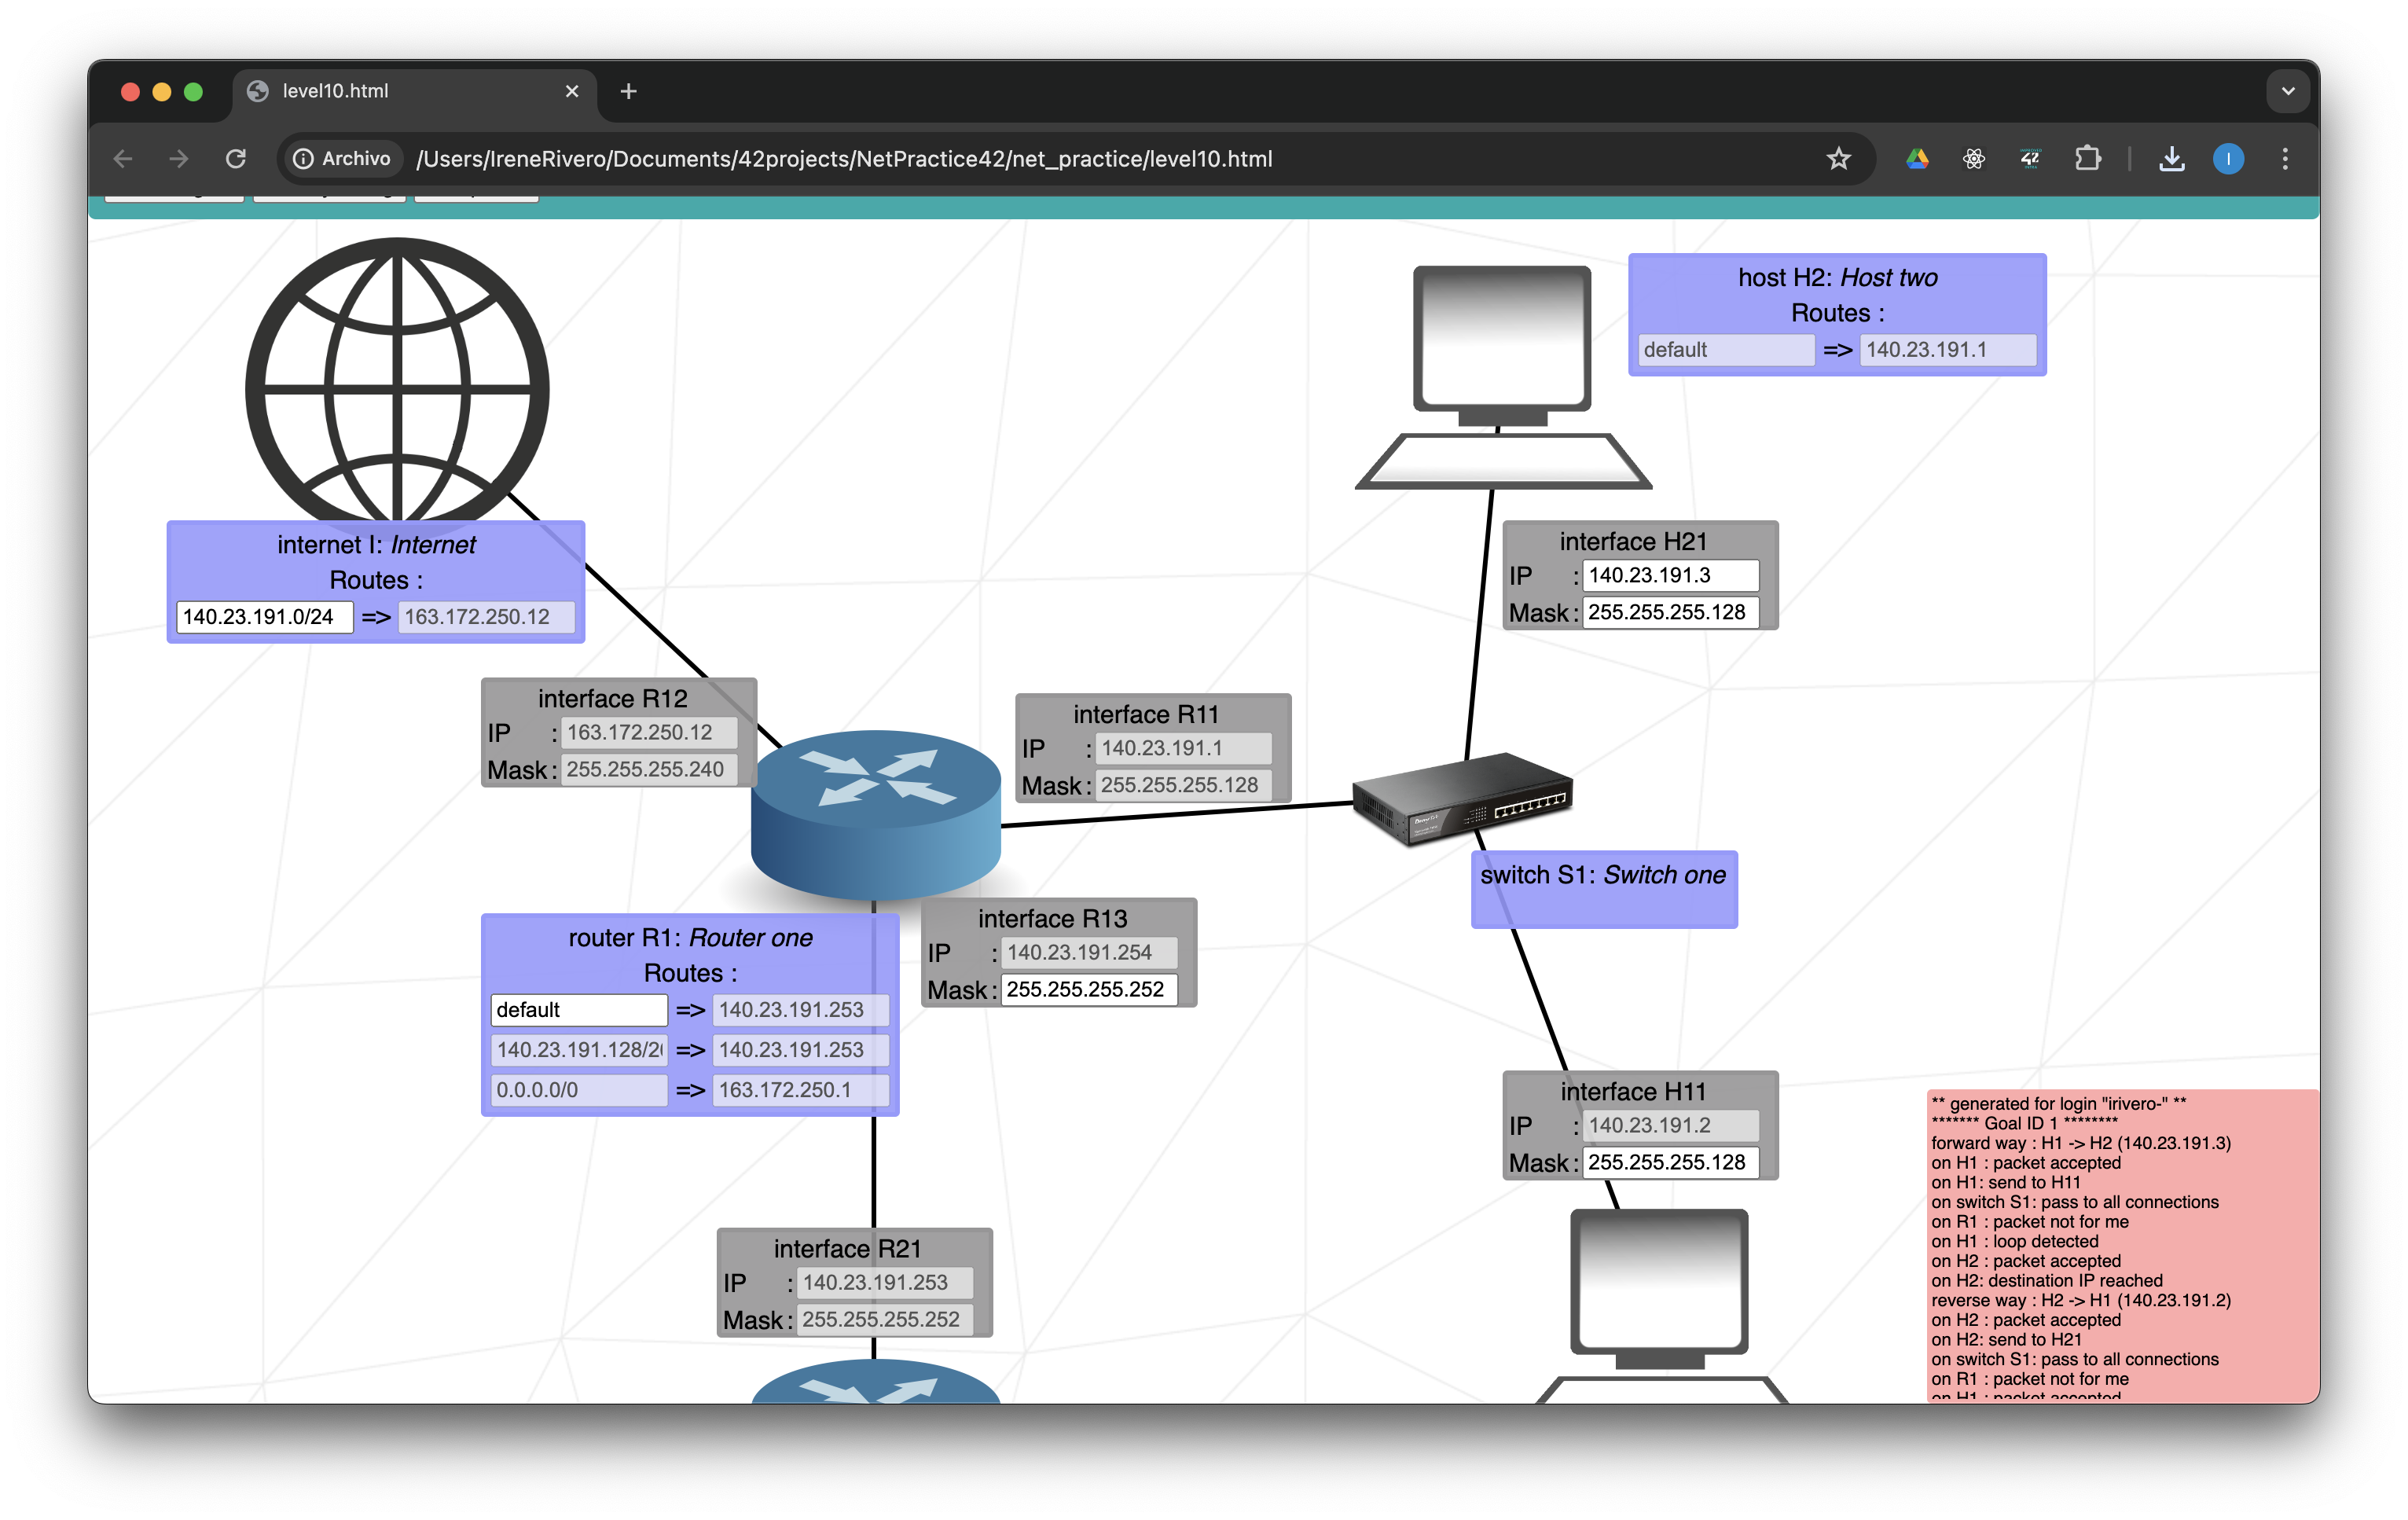 level10.html
Archivo
/Users/IreneRivero/Documents/42projects/NetPractice42/net_practice/level10.html
42
I
host H2: Host two
Routes :
default => 140.23.191.1
internet I: Internet
Routes :
140.23.191.0/24 => 163.172.250.12
interface H21
IP : 140.23.191.3
Mask : 255.255.255.128
interface R12
IP : 163.172.250.12
Mask : 255.255.255.240
interface R11
IP : 140.23.191.1
Mask : 255.255.255.128
switch S1: Switch one
router R1: Router one
Routes :
default => 140.23.191.253
140.23.191.128/2 => 140.23.191.253
0.0.0.0/0 => 163.172.250.1
interface R13
IP : 140.23.191.254
Mask : 255.255.255.252
interface H11
IP : 140.23.191.2
Mask : 255.255.255.128
interface R21
IP : 140.23.191.253
Mask : 255.255.255.252
** generated for login "irivero-" **
******* Goal ID 1 ********
forward way : H1 -> H2 (140.23.191.3)
on H1 : packet accepted
on H1: send to H11
on switch S1: pass to all connections
on R1 : packet not for me
on H1 : loop detected
on H2 : packet accepted
on H2: destination IP reached
reverse way : H2 -> H1 (140.23.191.2)
on H2 : packet accepted
on H2: send to H21
on switch S1: pass to all connections
on R1 : packet not for me
on H1 : packet accepted